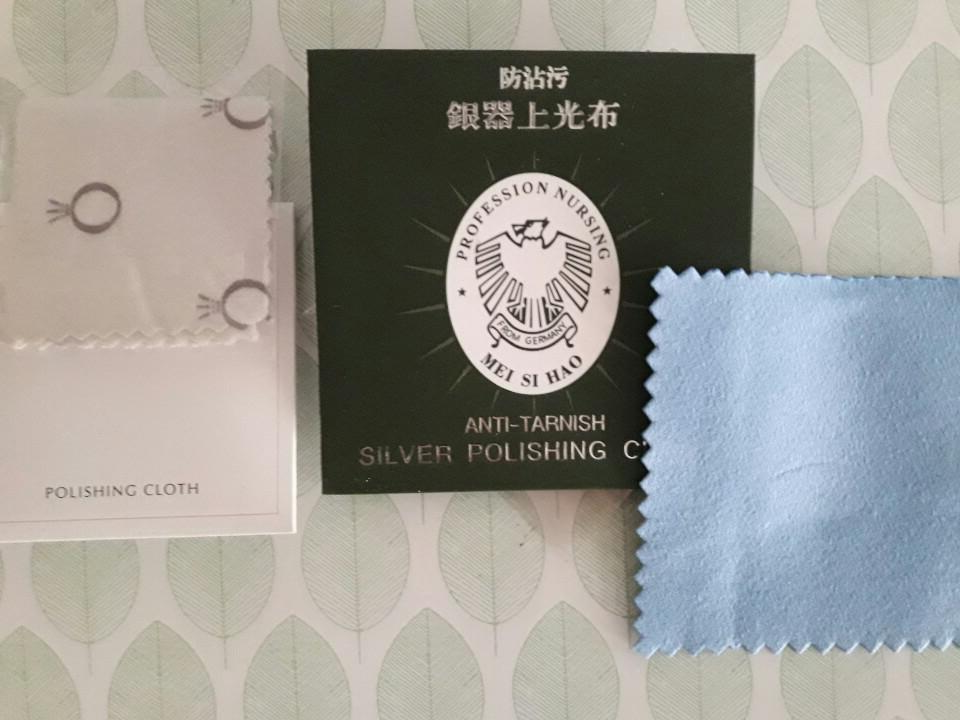 防沾污
銀器上光布
PROFESSION NURSING
FROM GERMANY
MEI SI HAO
ANTI-TARNISH
SILVER POLISHING
POLISHING CLOTH